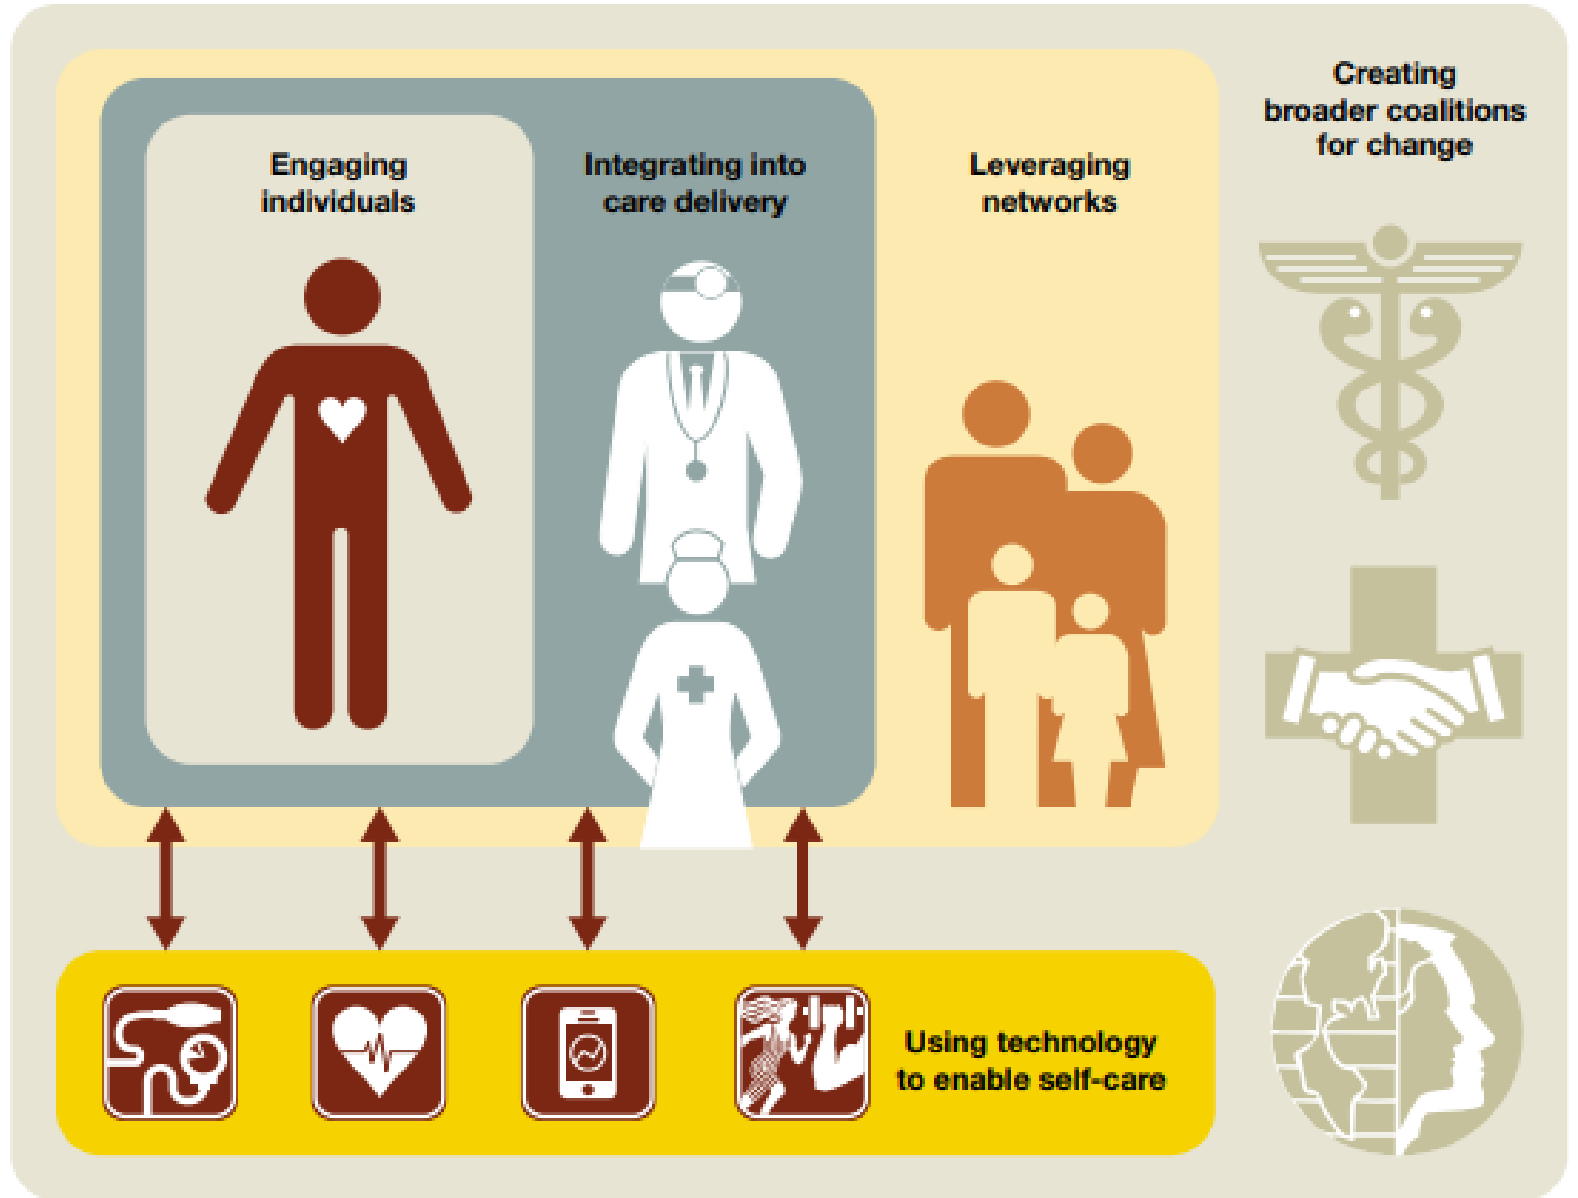 Creating
broader coalitions
for change
Engaging
individuals
Integrating into
care delivery
Leveraging
networks
Using technology
to enable self-care